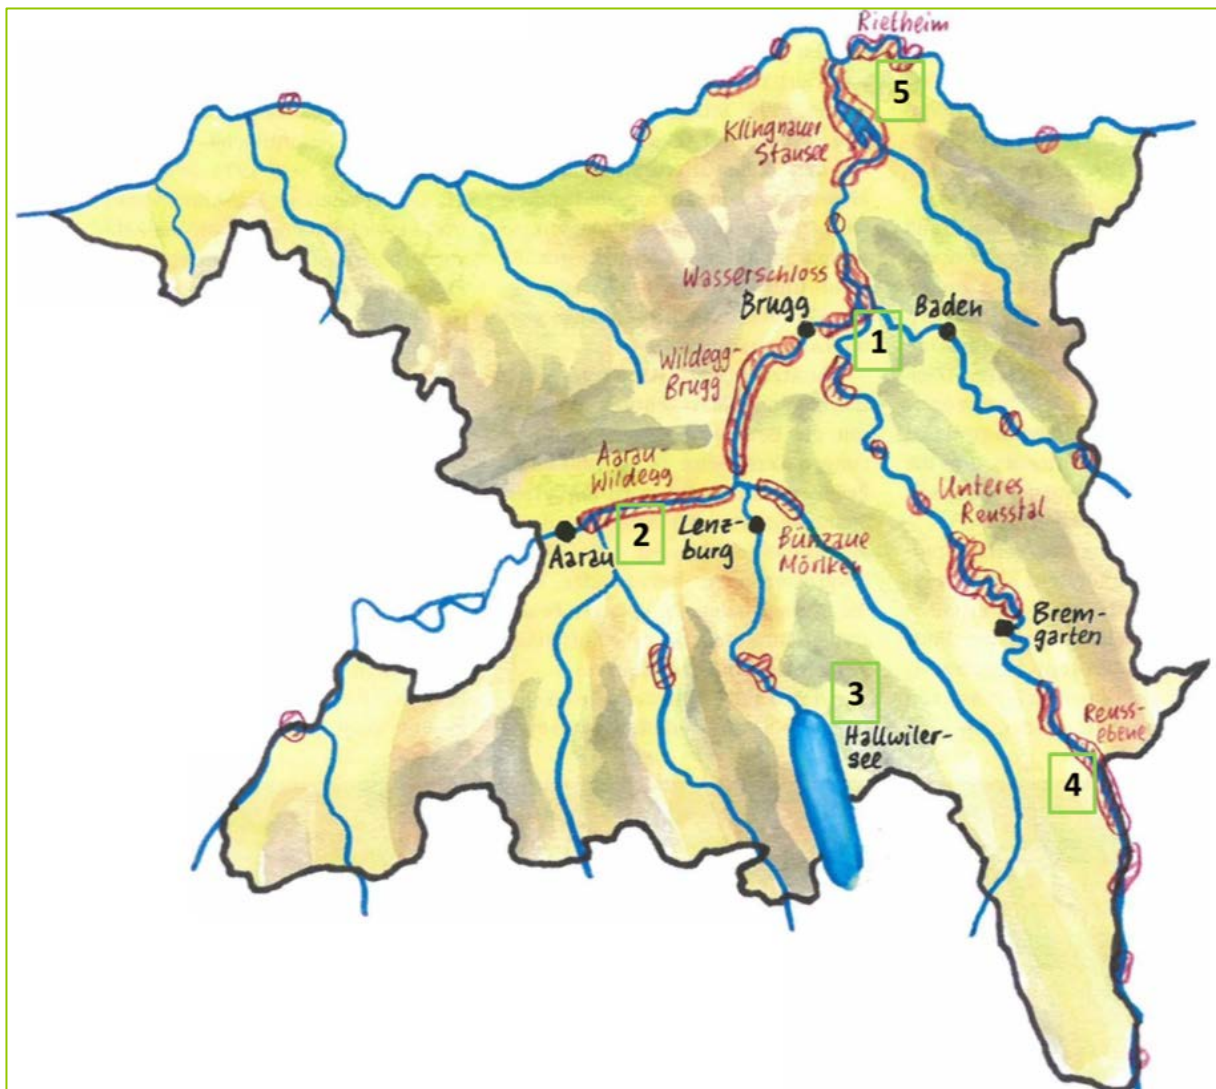 Rietheim
5
Klingnauer
Stausee
Wasserschloss
Brugg
Baden
1
Wildegg-
Brugg
Aarau-
Wildegg
Unteres
Reusstal
2
Aarau
Lenz-
burg
Bünzaue
Möriken
Brem-
garten
3
Hallwiler-
see
Reuss-
ebene
4